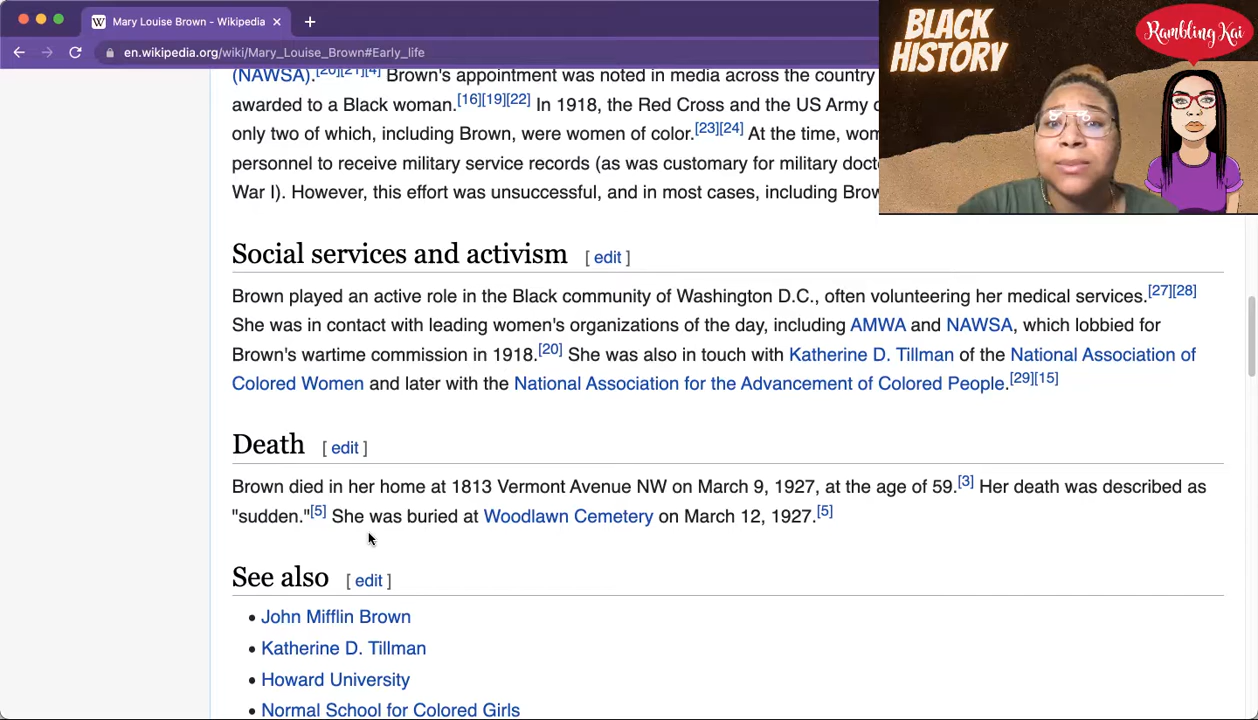 Mary Louise Brown - Wikipedia
en.wikipedia.org/wiki/Mary_Louise_Brown#Early_life
BLACK
HISTORY
Rambling Kai
(NAWSA).[20][21][4] Brown's appointment was noted in media across the country
awarded to a Black woman.[16][19][22] In 1918, the Red Cross and the US Army
only two of which, including Brown, were women of color.[23][24] At the time,
personnel to receive military service records (as was customary for military
War I). However, this effort was unsuccessful, and in most cases, including
Social services and activism [ edit ]
Brown played an active role in the Black community of Washington D.C., often volunteering her medical services.[27][28]
She was in contact with leading women's organizations of the day, including AMWA and NAWSA, which lobbied for
Brown's wartime commission in 1918.[20] She was also in touch with Katherine D. Tillman of the National Association of
Colored Women and later with the National Association for the Advancement of Colored People.[29][15]
Death [ edit ]
Brown died in her home at 1813 Vermont Avenue NW on March 9, 1927, at the age of 59.[3] Her death was described as
"sudden."[5] She was buried at Woodlawn Cemetery on March 12, 1927.[5]
See also [ edit ]
• John Mifflin Brown
• Katherine D. Tillman
• Howard University
• Normal School for Colored Girls